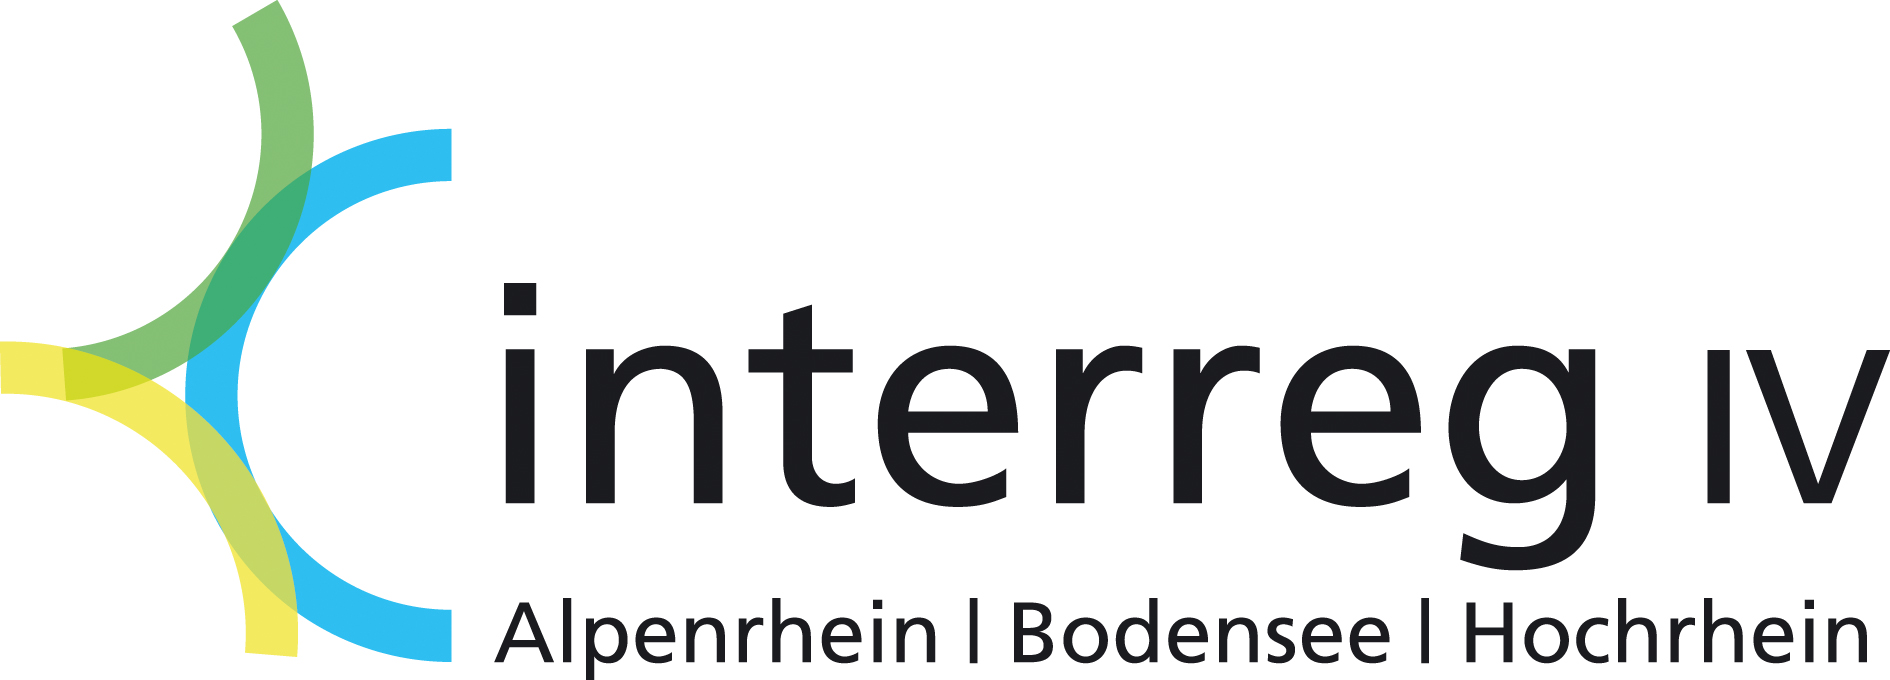 interreg IV
Alpenrhein | Bodensee | Hochrhein